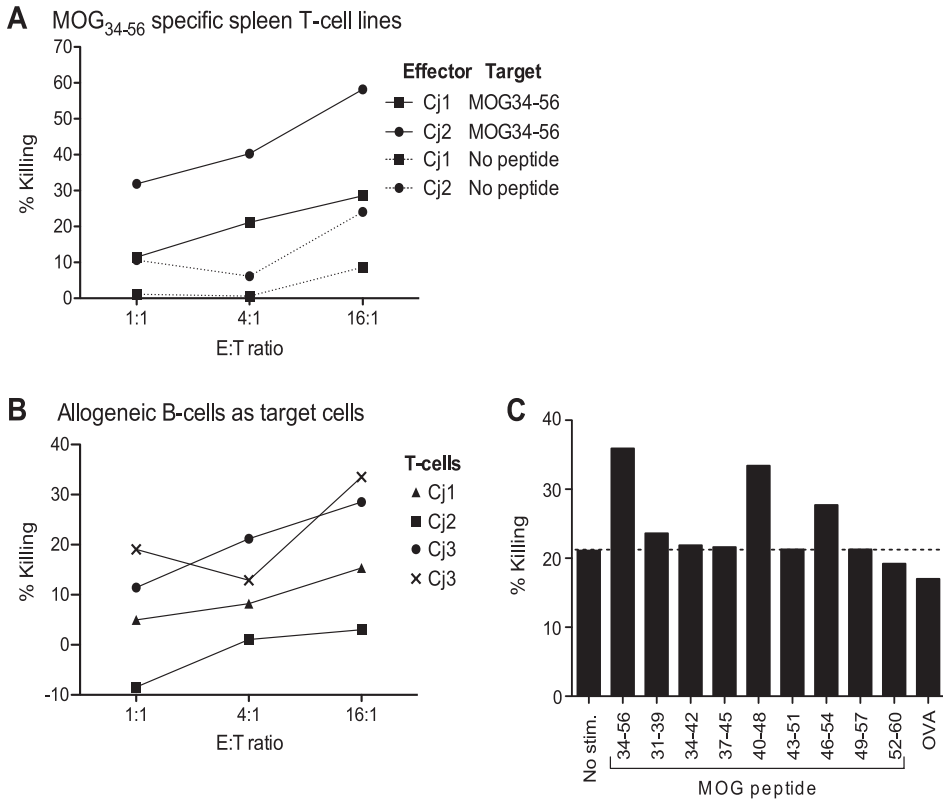 A MOG34-56 specific spleen T-cell lines
70
60
50
40
30
20
10
0
% Killing
1:1 4:1 16:1
E:T ratio
Effector Target
Cj1 MOG34-56
Cj2 MOG34-56
Cj1 No peptide
Cj2 No peptide
B Allogeneic B-cells as target cells
40
30
20
10
0
-10
% Killing
1:1 4:1 16:1
E:T ratio
T-cells
Cj1
Cj2
Cj3
Cj3
C
40
30
20
10
0
% Killing
No stim.
34-56
31-39
34-42
37-45
40-48
43-51
46-54
49-57
52-60
OVA
MOG peptide